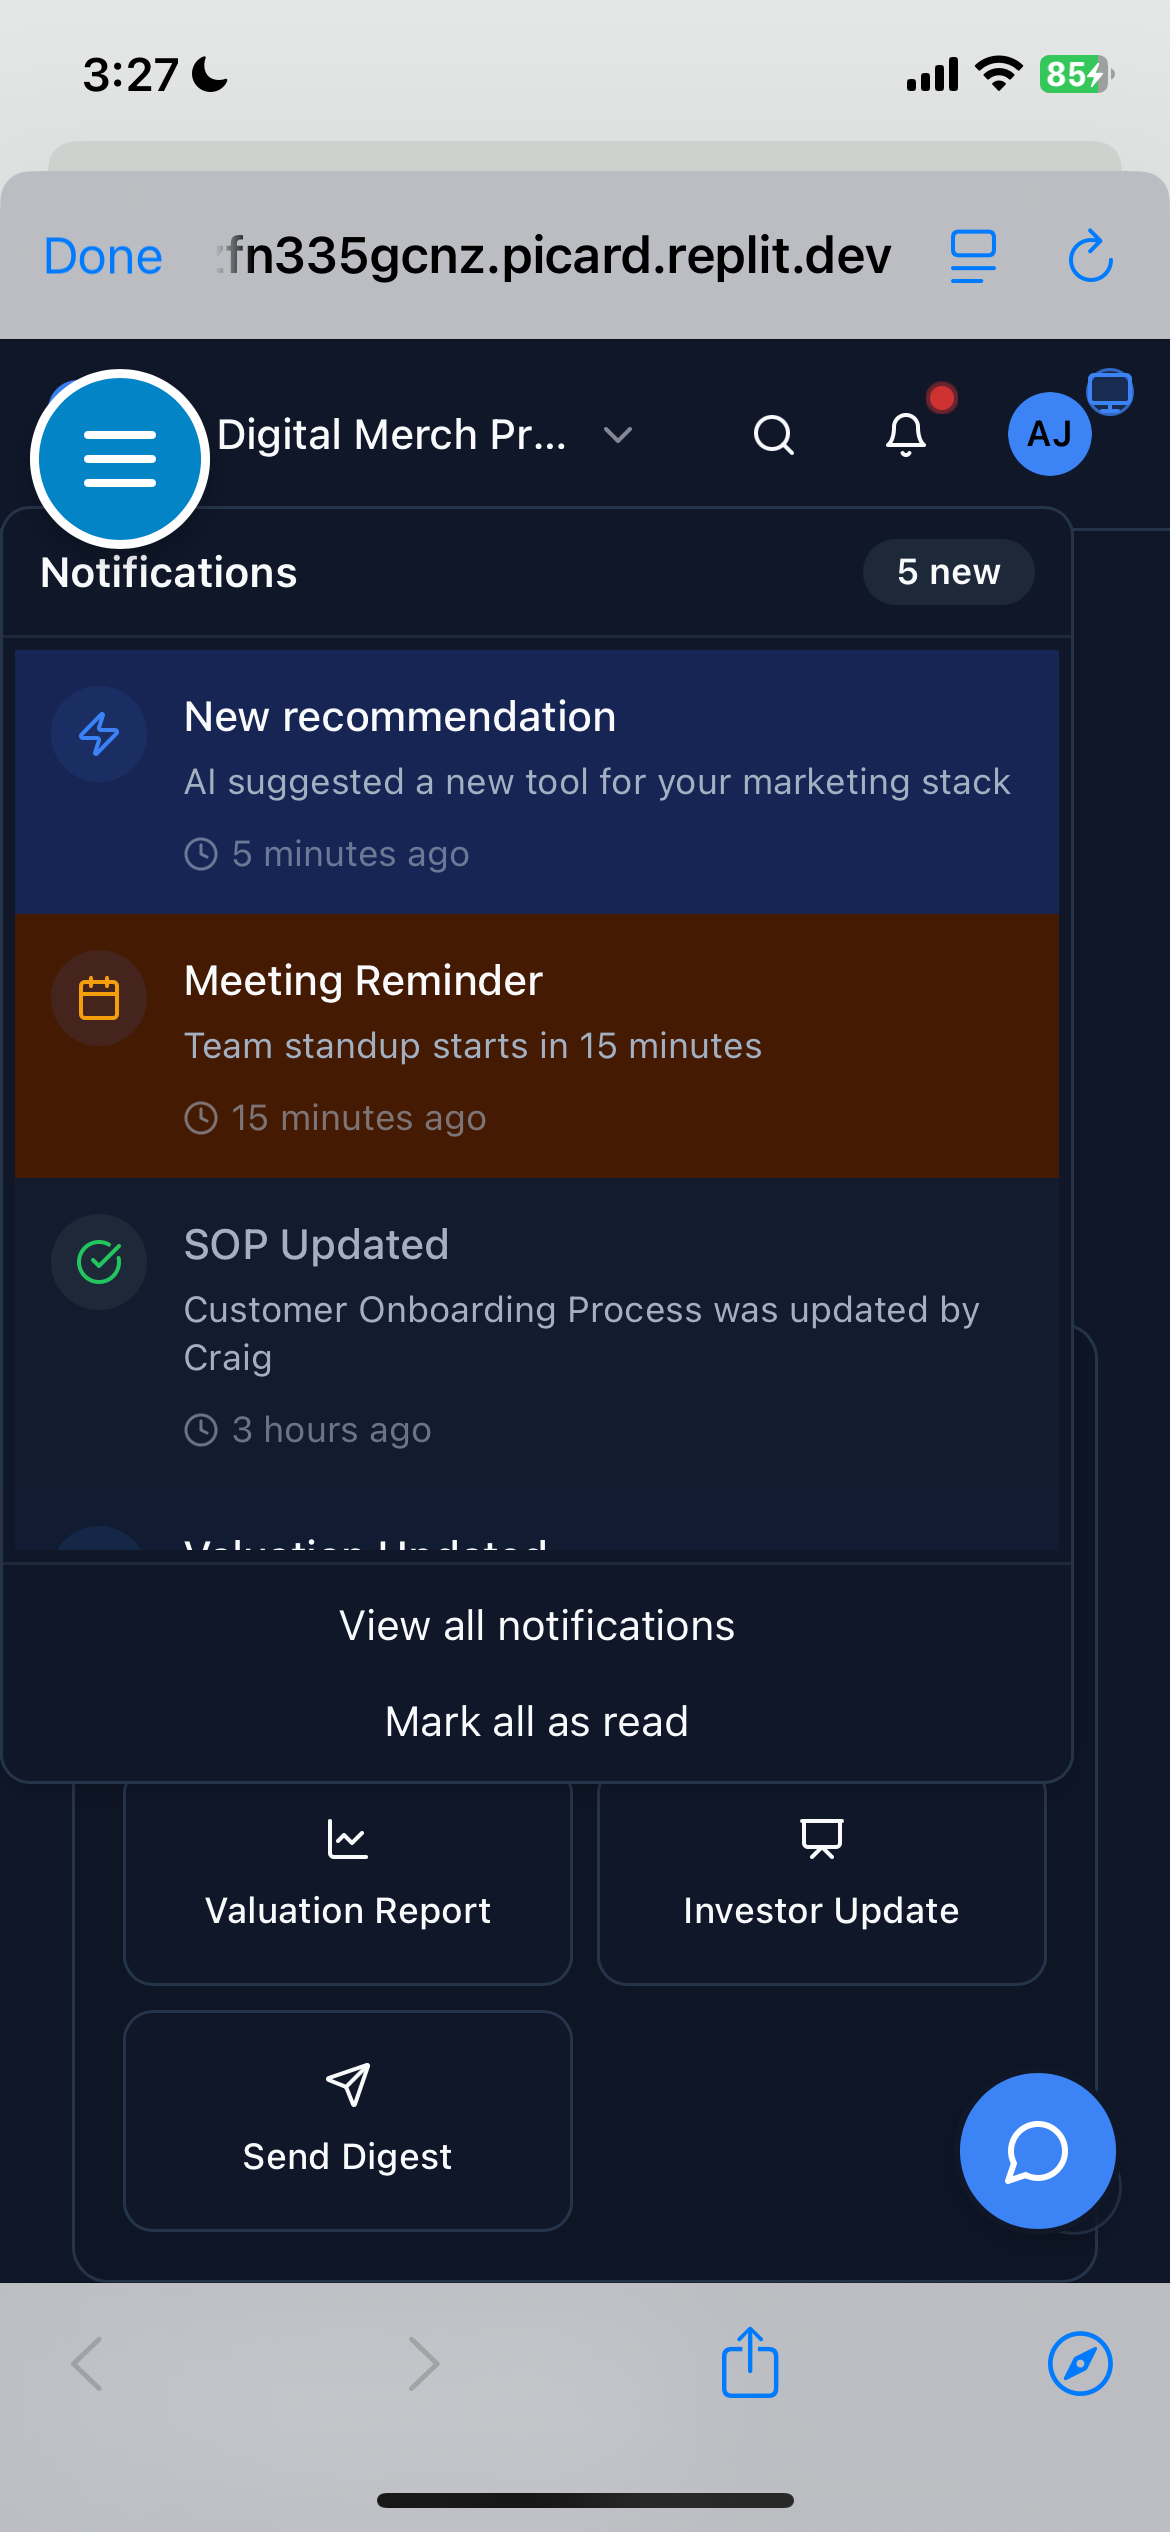 3:27
85
Done
fn335gcnz.picard.replit.dev
Digital Merch Pr...
AJ
Notifications
5 new
New recommendation
AI suggested a new tool for your marketing stack
5 minutes ago
Meeting Reminder
Team standup starts in 15 minutes
15 minutes ago
SOP Updated
Customer Onboarding Process was updated by
Craig
3 hours ago
Valuation Updated
View all notifications
Mark all as read
Valuation Report
Investor Update
Send Digest